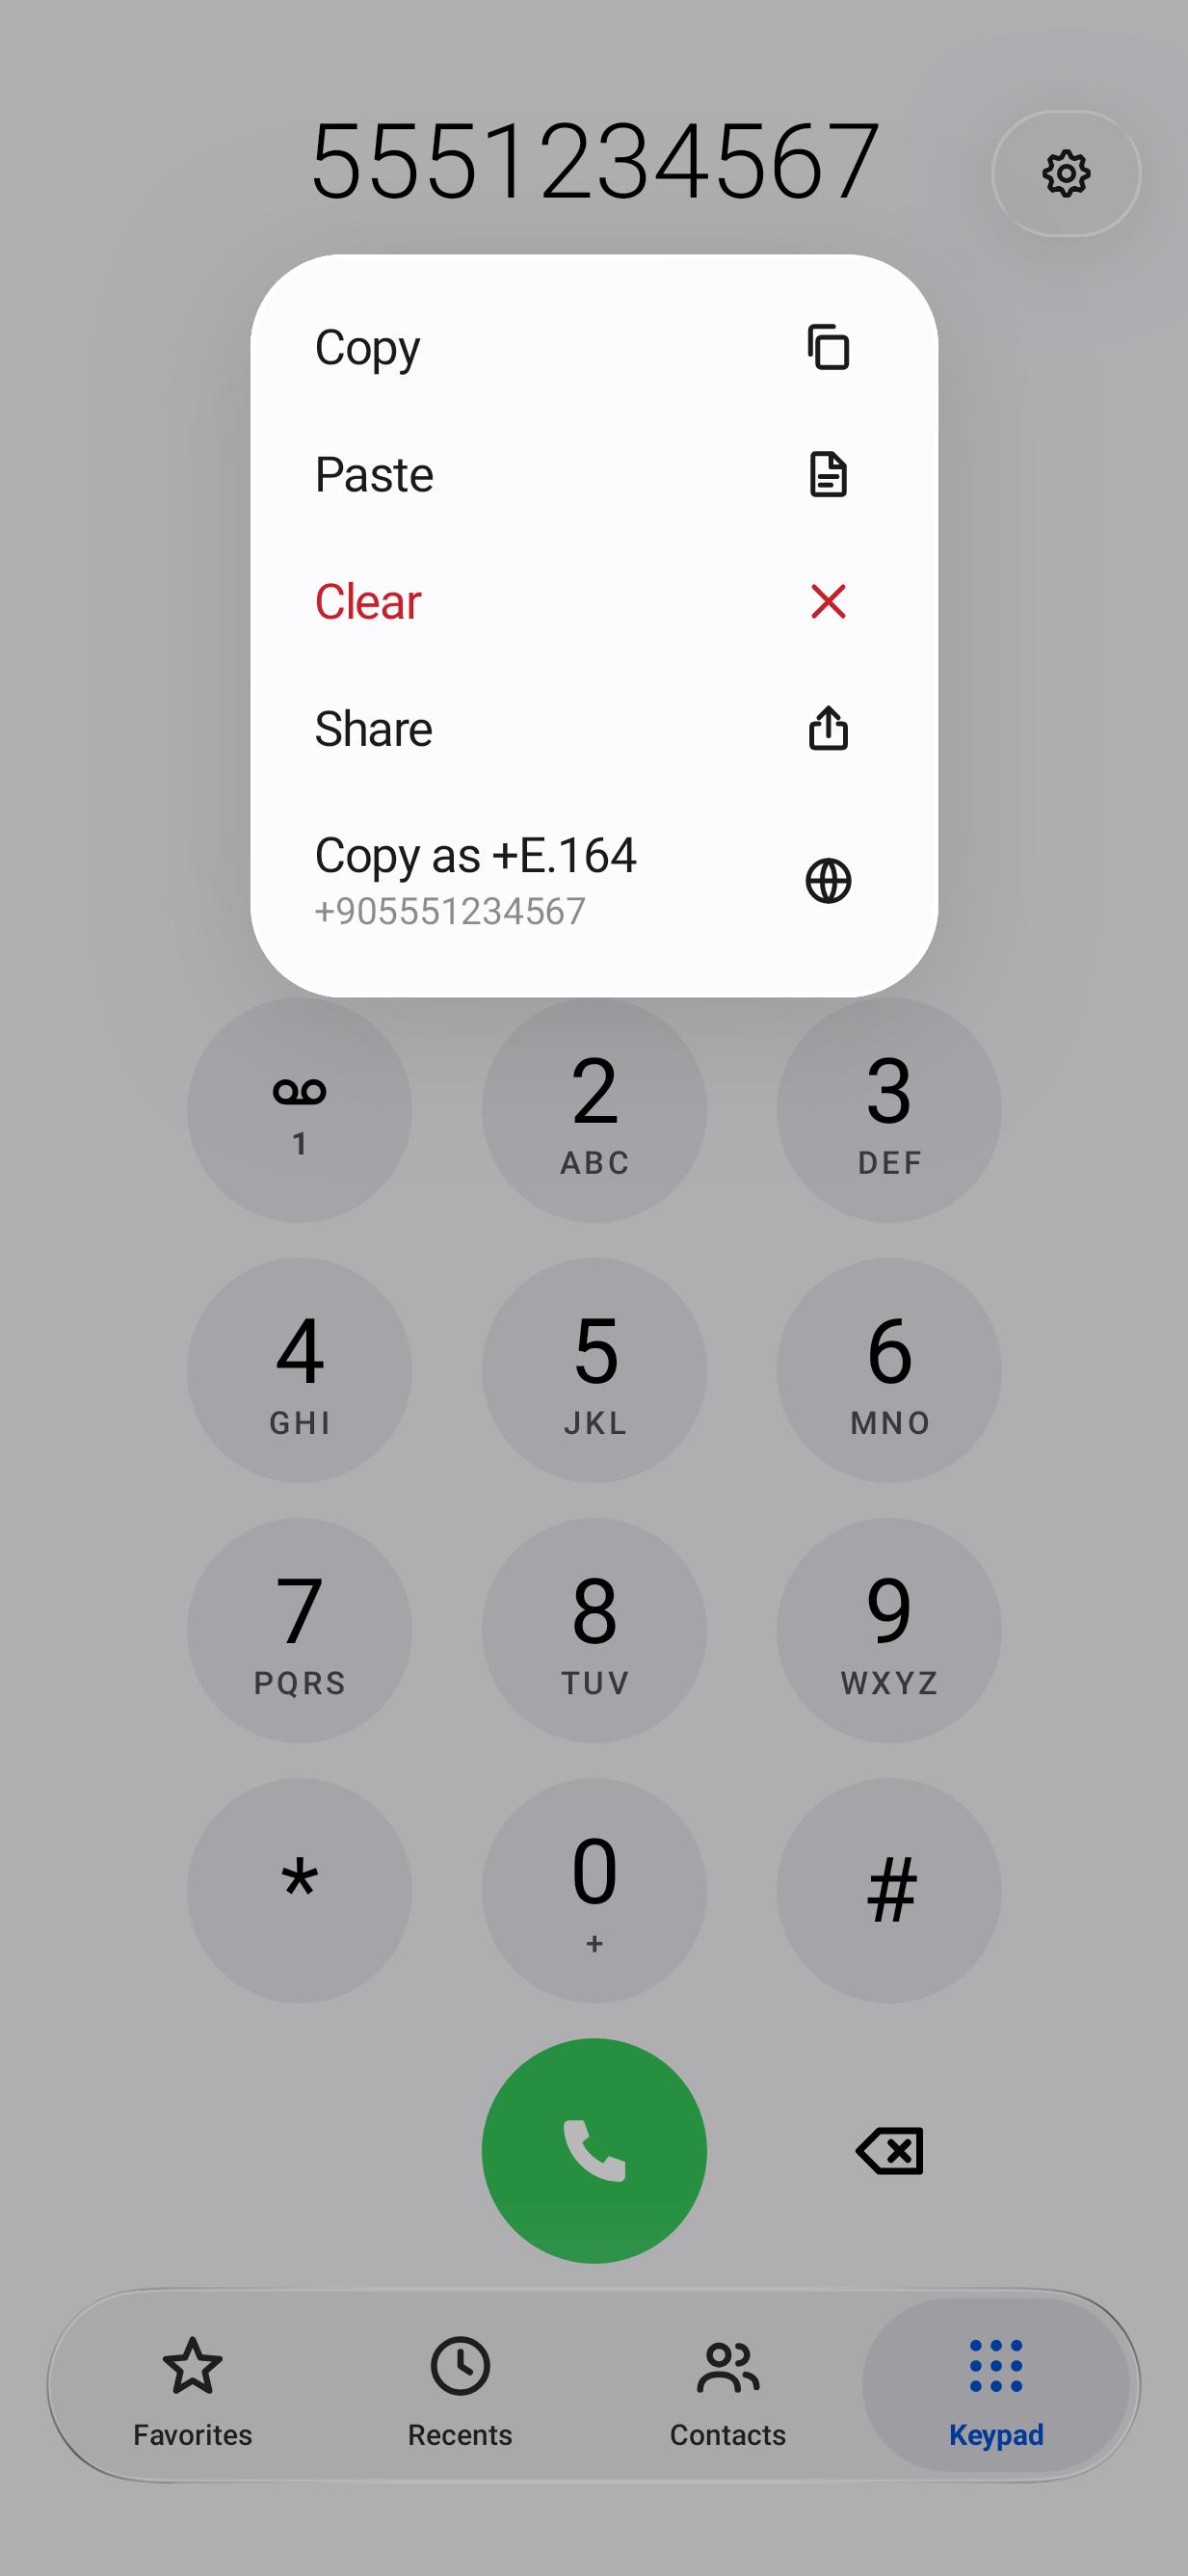 5551234567
Copy
Paste
Clear
Share
Copy as +E.164
+905551234567
1
2
ABC
3
DEF
4
GHI
5
JKL
6
MNO
7
PQRS
8
TUV
9
WXYZ
*
0
+
#
Favorites
Recents
Contacts
Keypad